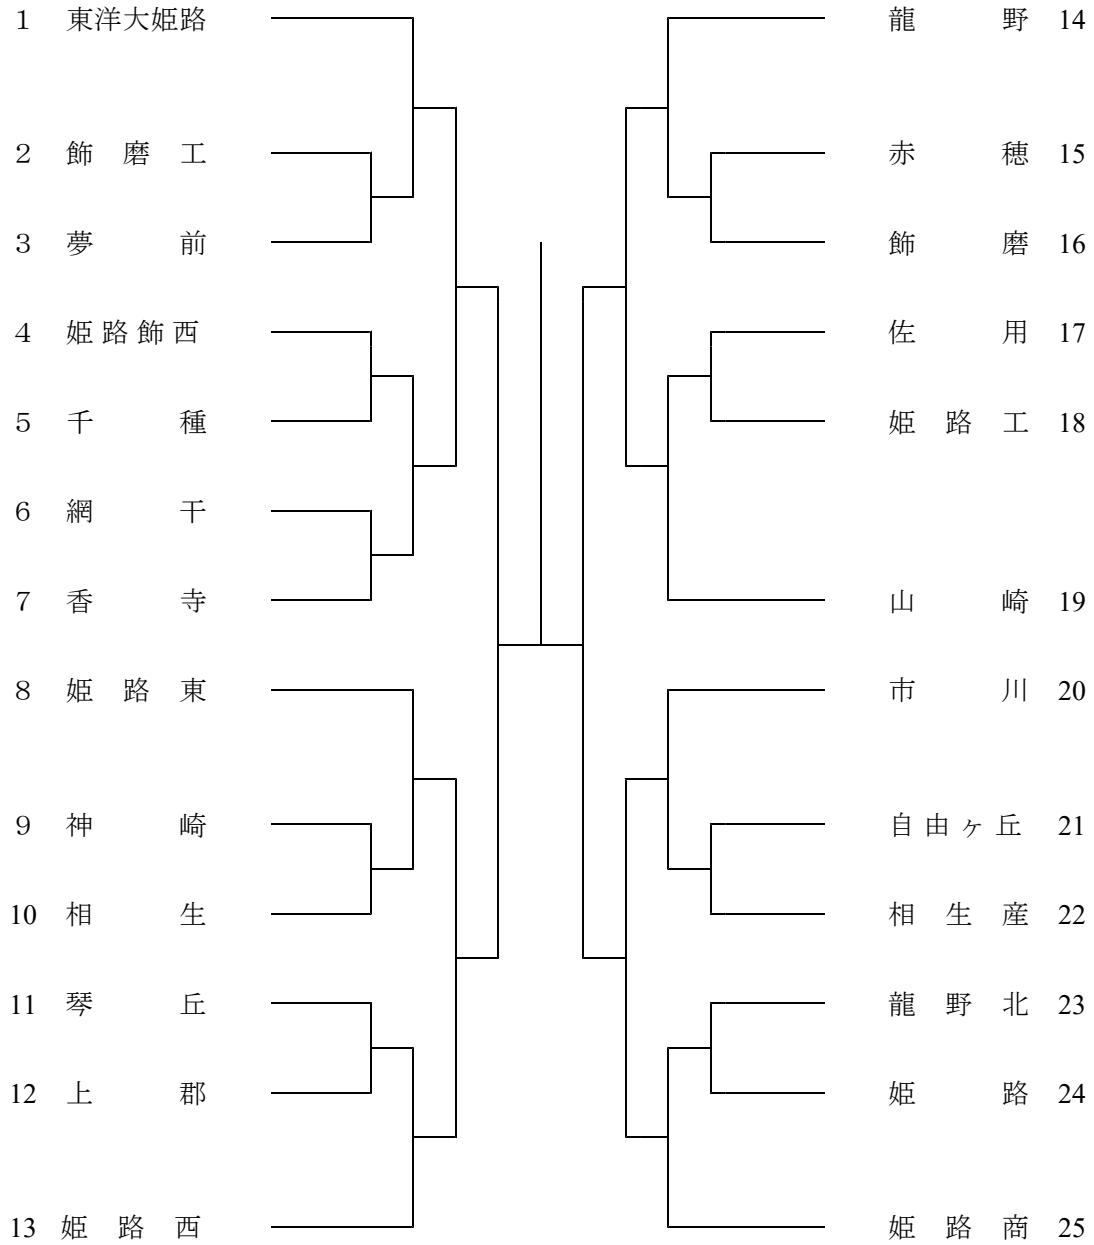 1 東洋大姫路
2 飾磨工
3 夢前
4 姫路飾西
5 千種
6 網干
7 香寺
8 姫路東
9 神崎
10 相生
11 琴丘
12 上郡
13 姫路西
龍野 14
赤穂 15
飾磨 16
佐用 17
姫路工 18
山崎 19
市川 20
自由ヶ丘 21
相生産 22
龍野北 23
姫路 24
姫路商 25